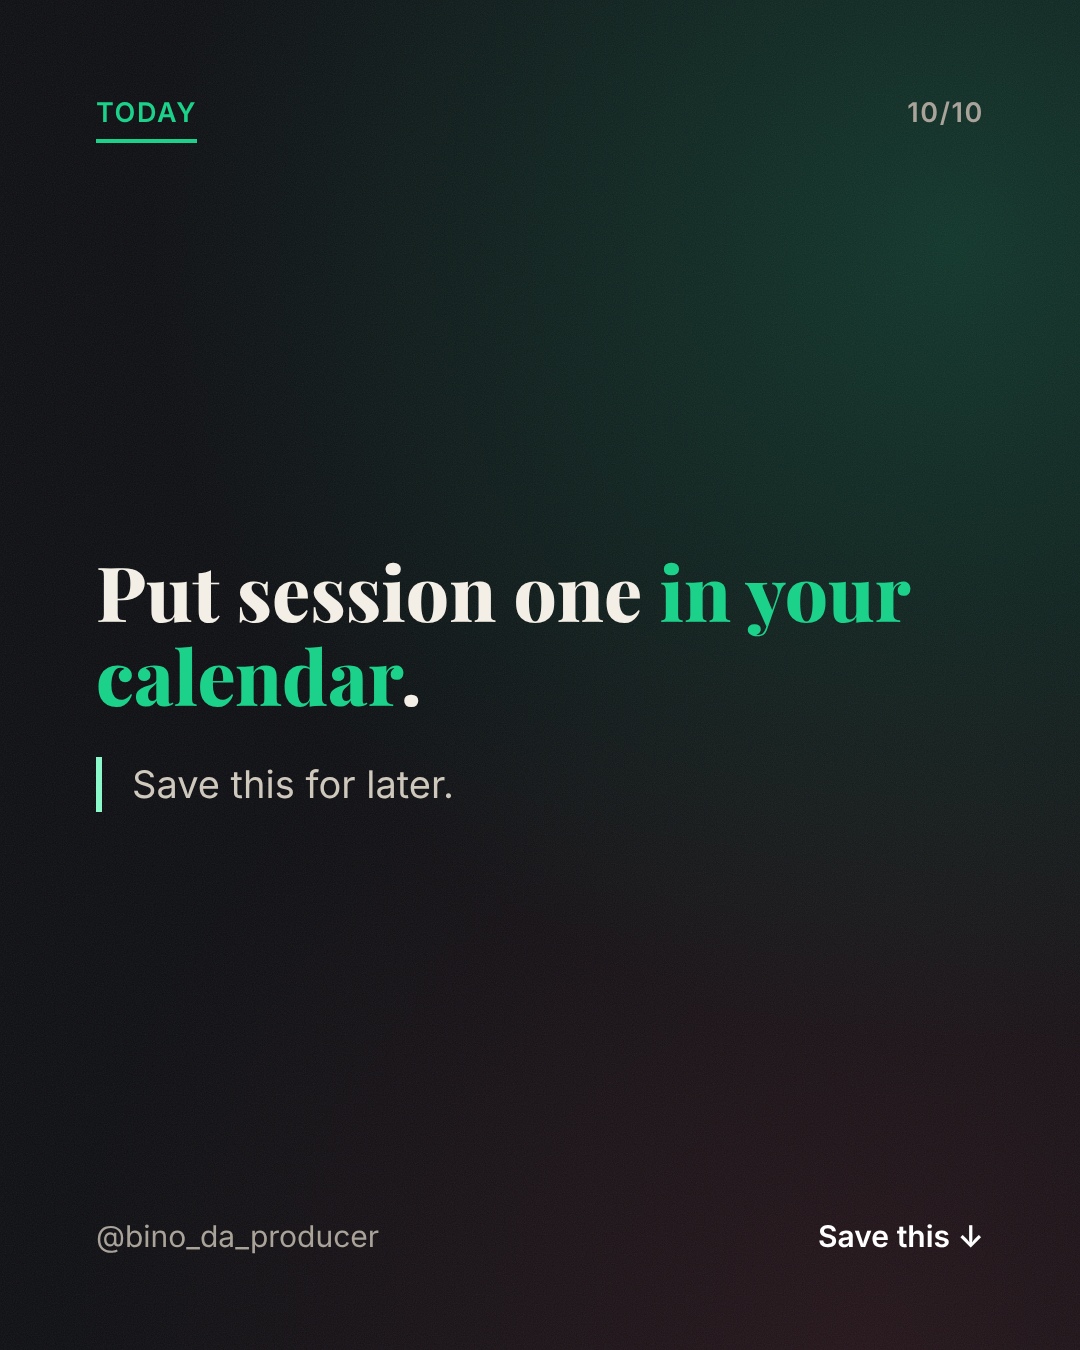 TODAY
10/10
Put session one in your
calendar.
Save this for later.
@bino_da_producer
Save this ↓